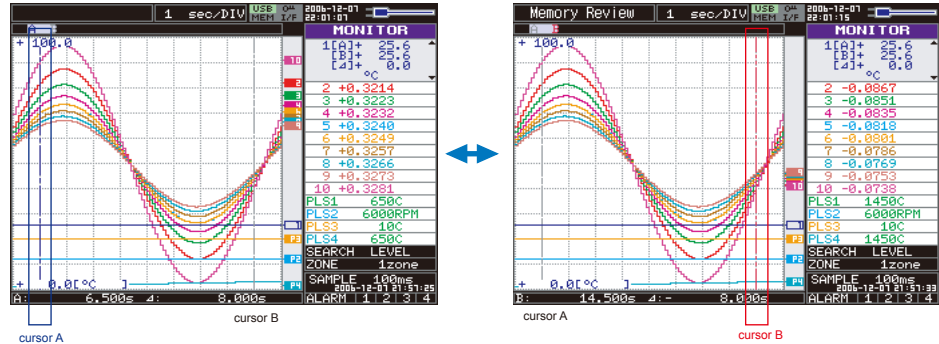 1 sec/DIV USB MEM I/F 2006-12-07 22:01:07
MONITOR
+ 100.0
1[A]+ 25.6
[B]+ 25.6
[⊿]+ 0.0
°C
10
2 +0.3214
3 +0.3223
4 +0.3232
5 +0.3240
6 +0.3249
7 +0.3257
8 +0.3266
9 +0.3273
10 +0.3281
PLS1 650C
PLS2 6000RPM
PLS3 10C
PLS4 650C
SEARCH LEVEL
ZONE 1zone
SAMPLE 100ms
2006-12-07 21:57:25
+ 0.0[°C ]
A: 6.500s ⊿: 8.000s
ALARM 1 2 3 4
cursor A
cursor B
Memory Review 1 sec/DIV USB MEM I/F 2006-12-07 22:01:15
MONITOR
+ 100.0
1[A]+ 25.6
[B]+ 25.6
[⊿]+ 0.0
°C
2 -0.0867
3 -0.0851
4 -0.0835
5 -0.0818
6 -0.0801
7 -0.0786
8 -0.0769
9 -0.0753
10 -0.0738
10
PLS1 1450C
PLS2 6000RPM
PLS3 10C
PLS4 1450C
SEARCH LEVEL
ZONE 1zone
SAMPLE 100ms
2006-12-07 21:57:33
+ 0.0[°C ]
B: 14.500s ⊿:- 8.000s
ALARM 1 2 3 4
cursor A
cursor B